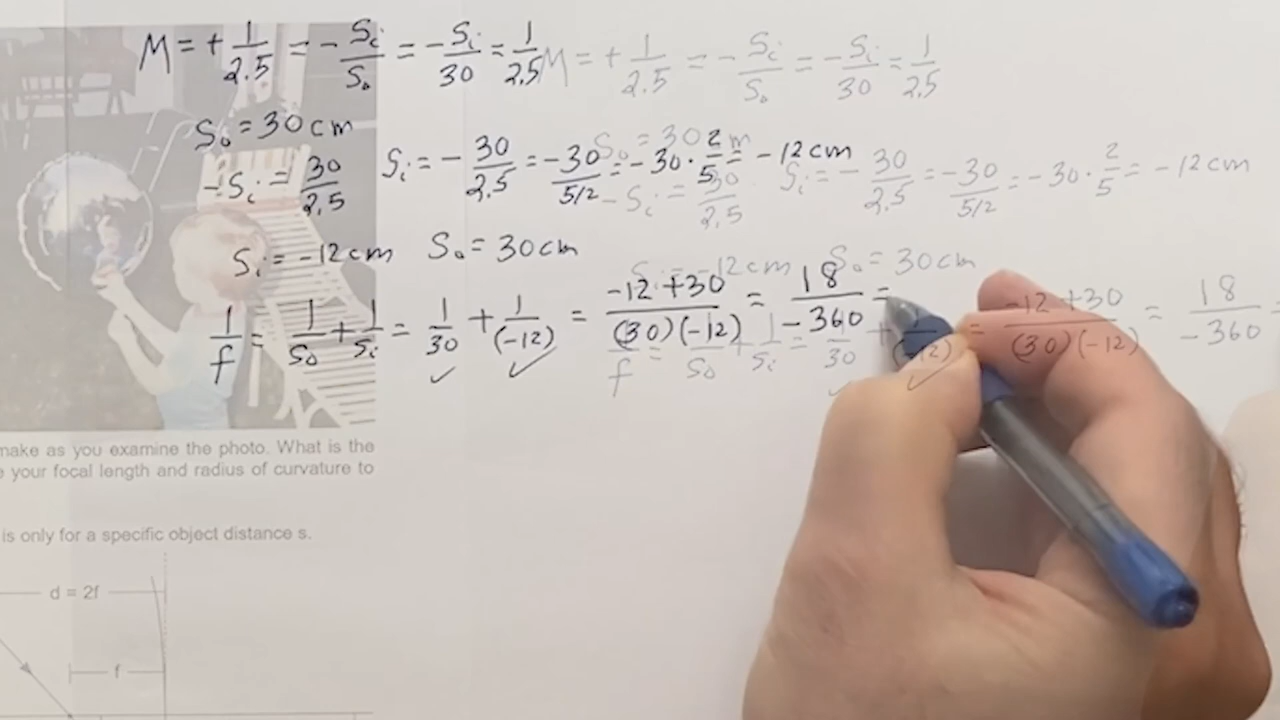 M = + 1/2.5 = - Si/So = - Si/30 = 1/2.5
So = 30 cm
- Si = 30/2.5
Si = - 30/2.5 = -30/5/2 = - 30 · 2/5 = - 12 cm
Si = -12 cm So = 30 cm
1/f = 1/So + 1/Si = 1/30 + 1/(-12) = -12 + 30/(30)(-12) = 18/-360 =
make as you examine the photo. What is the
your focal length and radius of curvature to
is only for a specific object distance s.
d = 2f
f